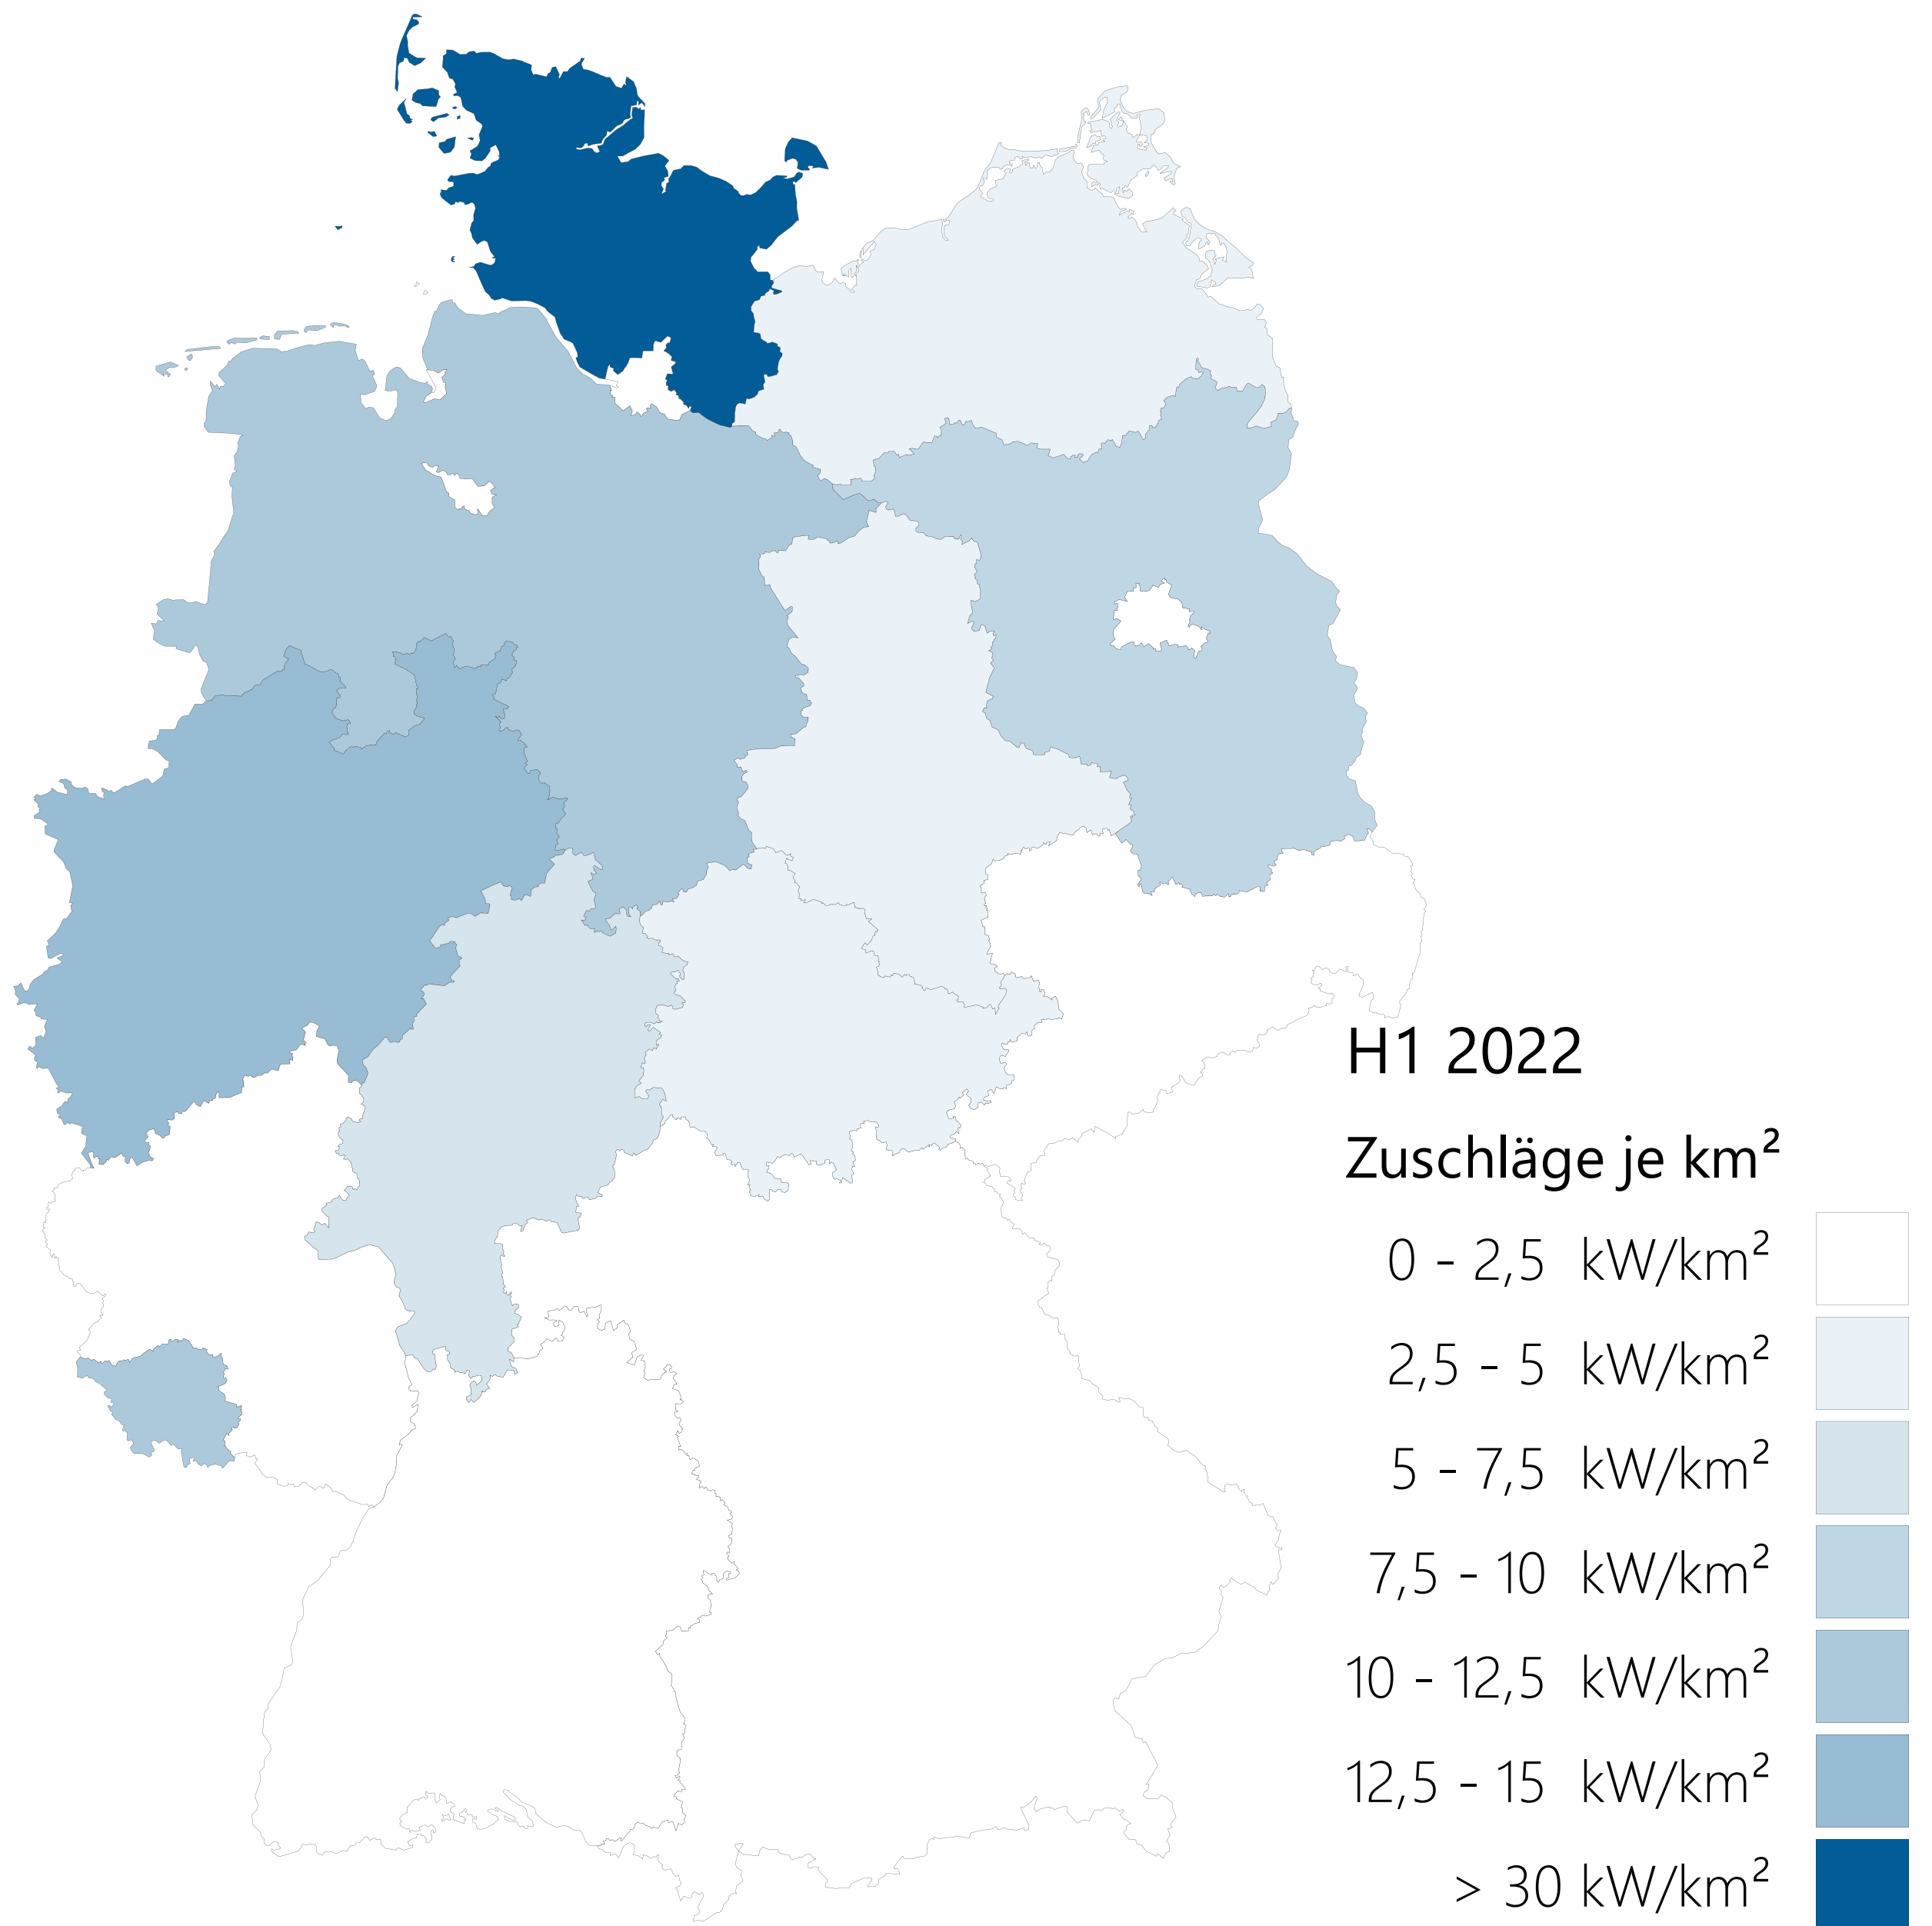 H1 2022
Zuschläge je km²
0 - 2,5 kW/km²
2,5 - 5 kW/km²
5 - 7,5 kW/km²
7,5 - 10 kW/km²
10 - 12,5 kW/km²
12,5 - 15 kW/km²
> 30 kW/km²